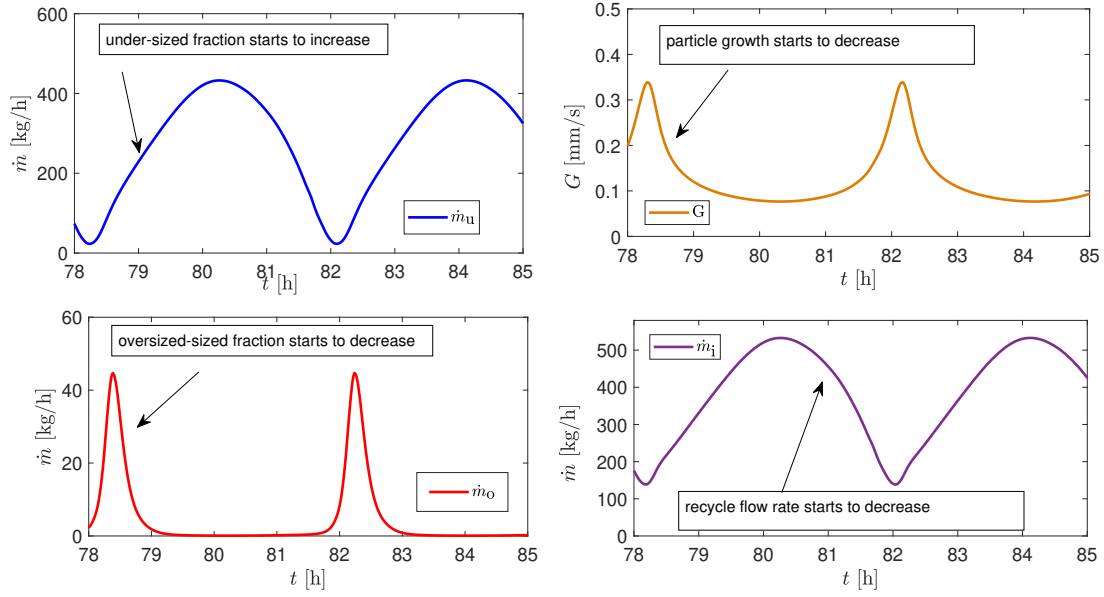 600
under-sized fraction starts to increase
400
200
0
ṁ [kg/h]
ṁu
78 79 80 81 82 83 84 85
t [h]
0.5
particle growth starts to decrease
0.4
0.3
0.2
0.1
0
G [mm/s]
G
78 79 80 81 82 83 84 85
t [h]
60
oversized-sized fraction starts to decrease
40
20
0
ṁ [kg/h]
ṁo
78 79 80 81 82 83 84 85
t [h]
ṁi
500
400
300
200
100
0
ṁ [kg/h]
recycle flow rate starts to decrease
78 79 80 81 82 83 84 85
t [h]